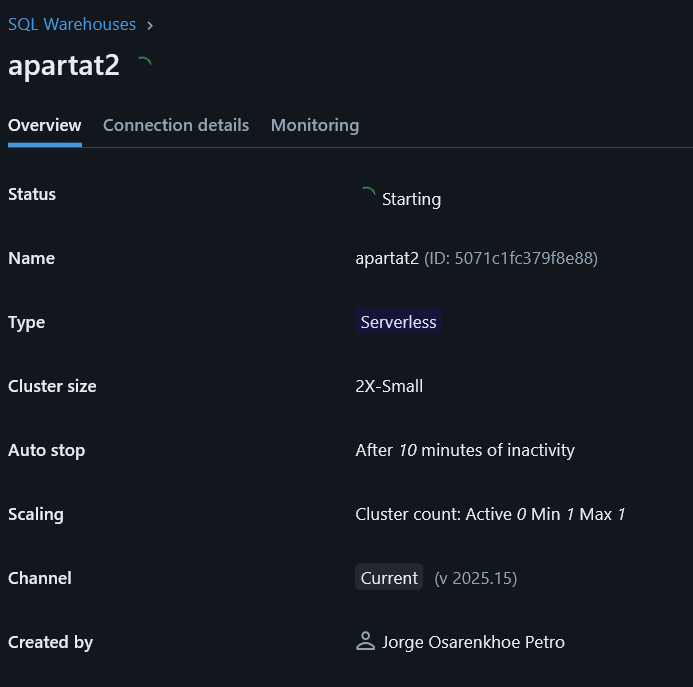 SQL Warehouses >
apartat2
Overview Connection details Monitoring
Status Starting
Name apartat2 (ID: 5071c1fc379f8e88)
Type Serverless
Cluster size 2X-Small
Auto stop After 10 minutes of inactivity
Scaling Cluster count: Active 0 Min 1 Max 1
Channel Current (v 2025.15)
Created by Jorge Osarenkhoe Petro